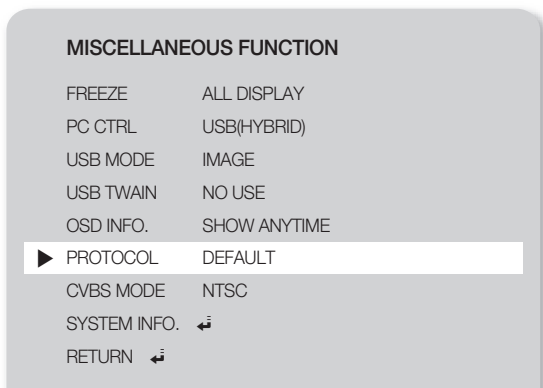 MISCELLANEOUS FUNCTION
FREEZE ALL DISPLAY
PC CTRL USB(HYBRID)
USB MODE IMAGE
USB TWAIN NO USE
OSD INFO. SHOW ANYTIME
PROTOCOL DEFAULT
CVBS MODE NTSC
SYSTEM INFO.
RETURN